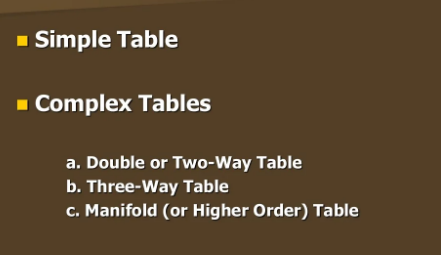 Simple Table
Complex Tables
a. Double or Two-Way Table
b. Three-Way Table
c. Manifold (or Higher Order) Table